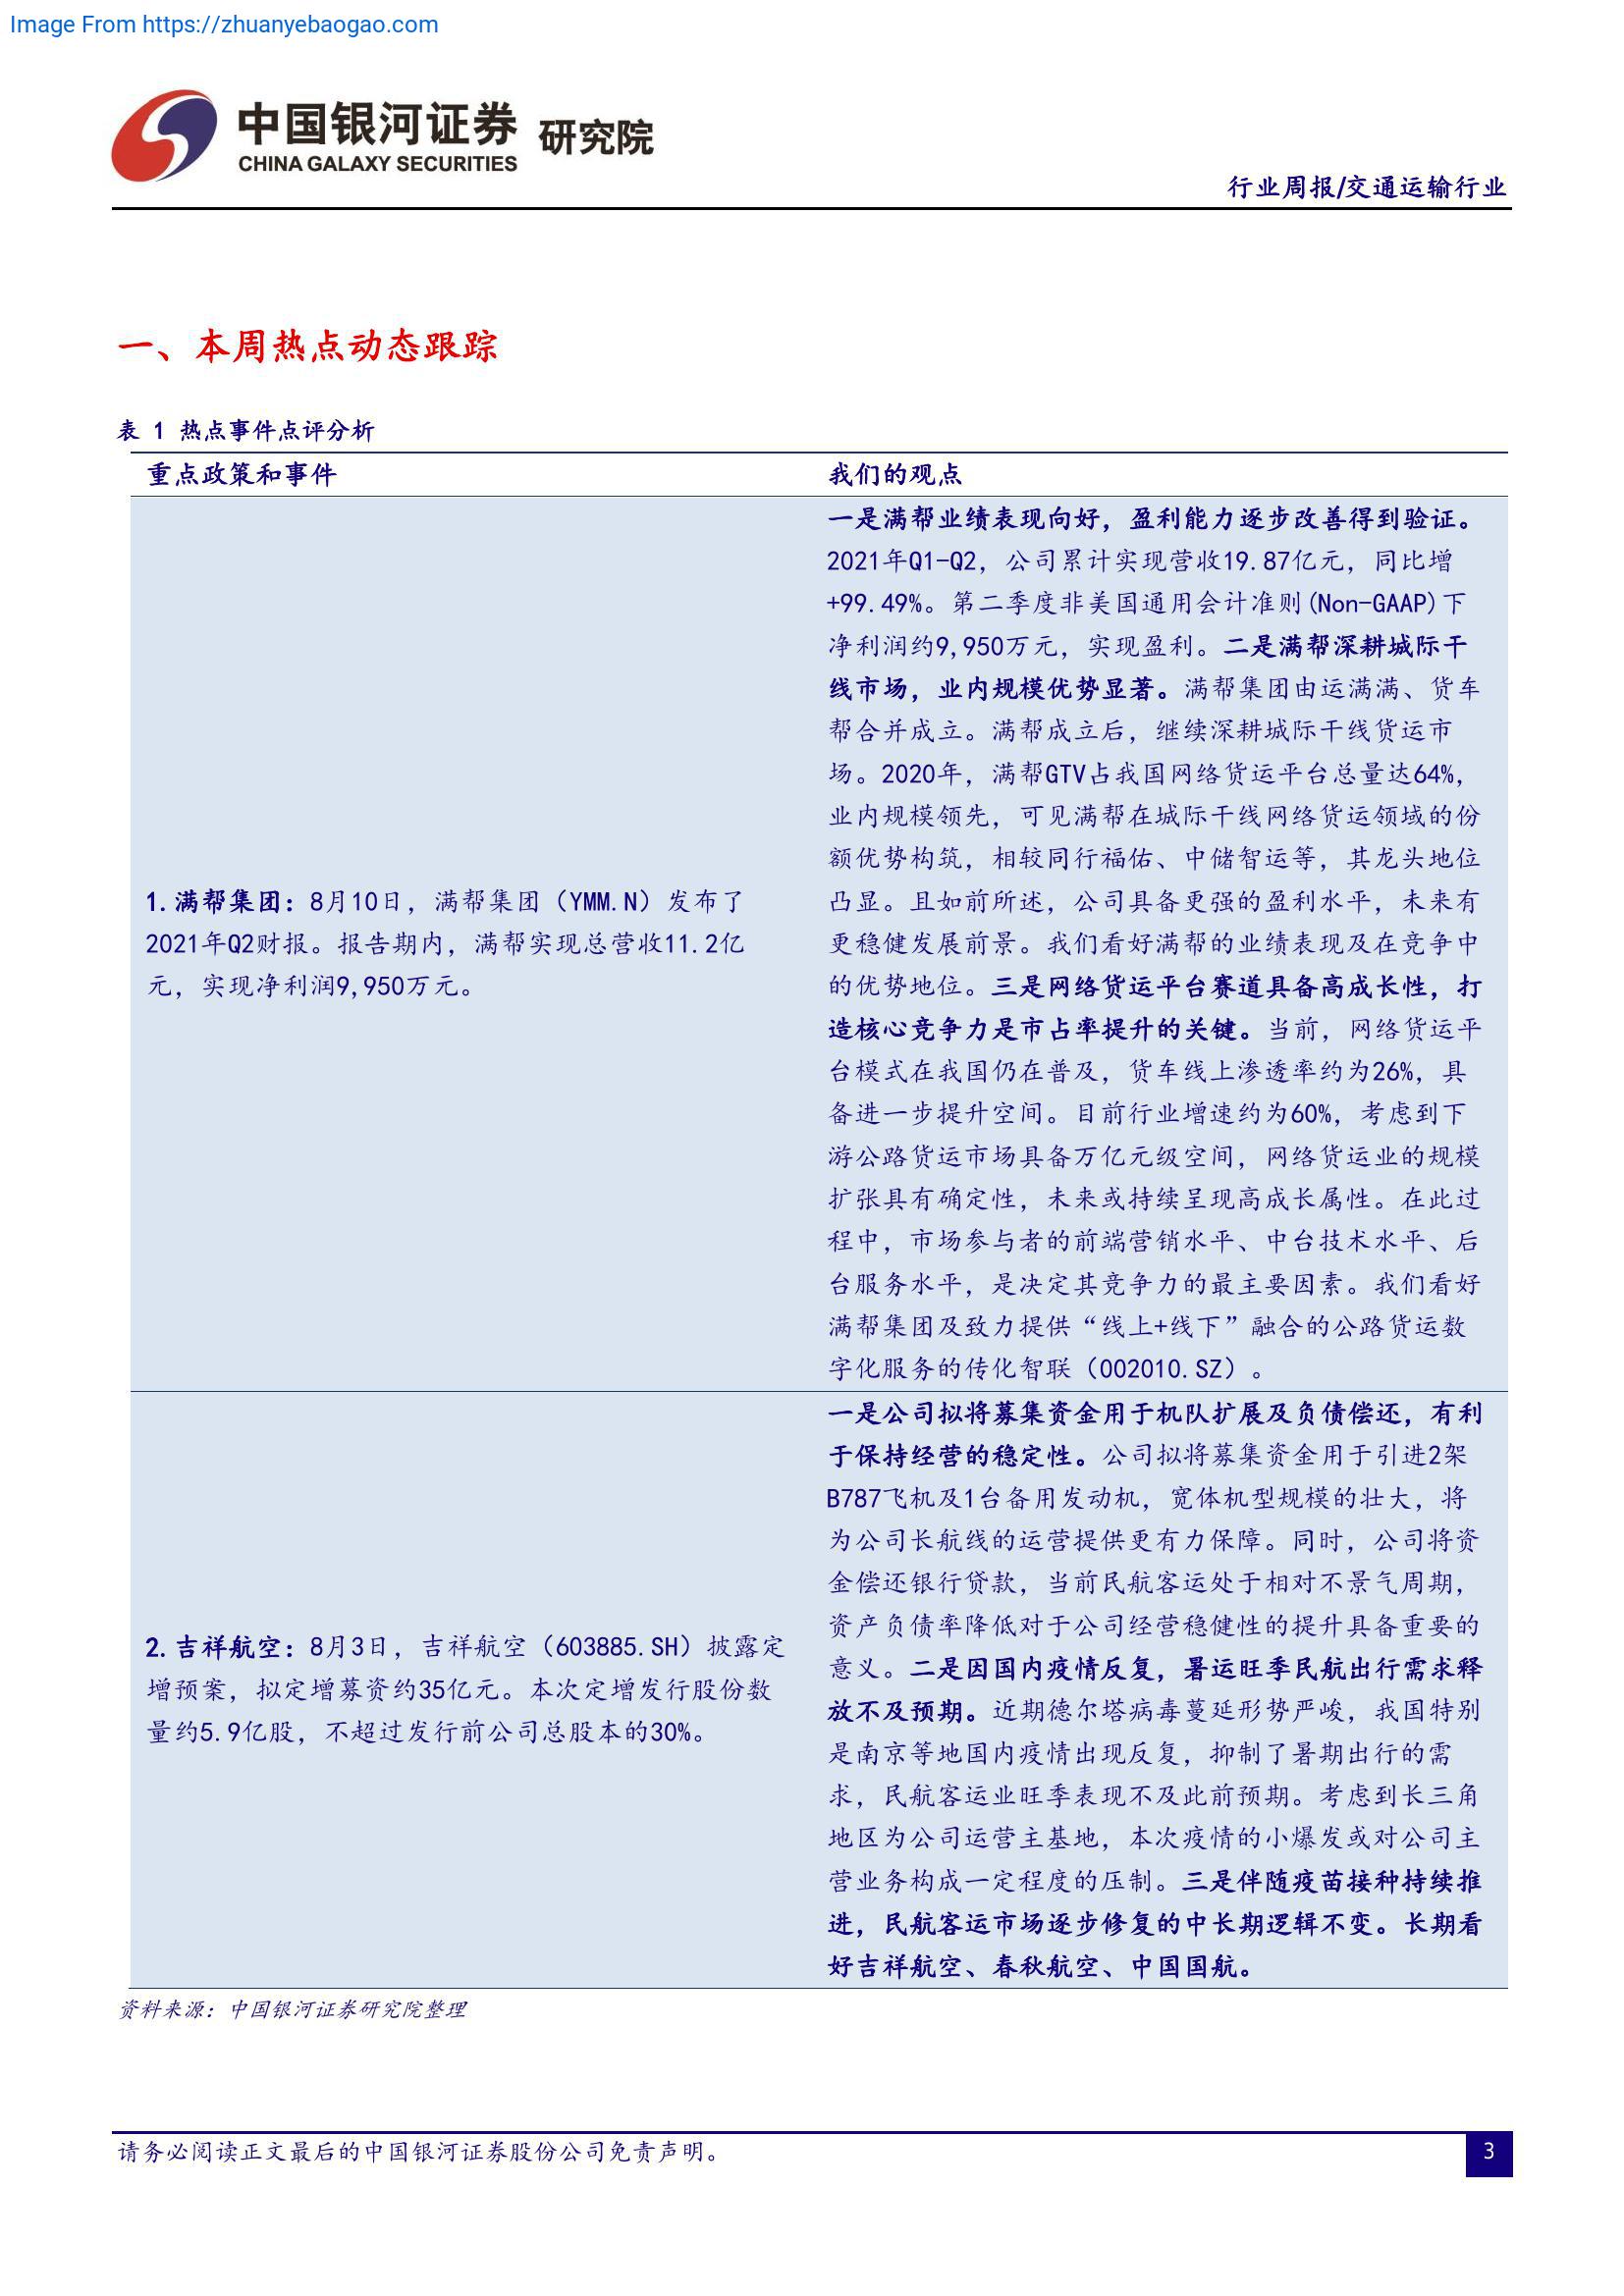 Image From https://zhuanyebaogao.com
中国银河证券 研究院
CHINA GALAXY SECURITIES
行业周报/交通运输行业
一、本周热点动态跟踪
表 1 热点事件点评分析
重点政策和事件
我们的观点
1.满帮集团：8月10日，满帮集团（YMM.N）发布了
2021年Q2财报。报告期内，满帮实现总营收11.2亿
元，实现净利润9,950万元。
一是满帮业绩表现向好，盈利能力逐步改善得到验证。
2021年Q1-Q2，公司累计实现营收19.87亿元，同比增
+99.49%。第二季度非美国通用会计准则(Non-GAAP)下
净利润约9,950万元，实现盈利。二是满帮深耕城际干
线市场，业内规模优势显著。满帮集团由运满满、货车
帮合并成立。满帮成立后，继续深耕城际干线货运市
场。2020年，满帮GTV占我国网络货运平台总量达64%，
业内规模领先，可见满帮在城际干线网络货运领域的份
额优势构筑，相较同行福佑、中储智运等，其龙头地位
凸显。且如前所述，公司具备更强的盈利水平，未来有
更稳健发展前景。我们看好满帮的业绩表现及在竞争中
的优势地位。三是网络货运平台赛道具备高成长性，打
造核心竞争力是市占率提升的关键。当前，网络货运平
台模式在我国仍在普及，货车线上渗透率约为26%，具
备进一步提升空间。目前行业增速约为60%，考虑到下
游公路货运市场具备万亿元级空间，网络货运业的规模
扩张具有确定性，未来或持续呈现高成长属性。在此过
程中，市场参与者的前端营销水平、中台技术水平、后
台服务水平，是决定其竞争力的最主要因素。我们看好
满帮集团及致力提供“线上+线下”融合的公路货运数
字化服务的传化智联（002010.SZ）。
2.吉祥航空：8月3日，吉祥航空（603885.SH）披露定
增预案，拟定增募资约35亿元。本次定增发行股份数
量约5.9亿股，不超过发行前公司总股本的30%。
一是公司拟将募集资金用于机队扩展及负债偿还，有利
于保持经营的稳定性。公司拟将募集资金用于引进2架
B787飞机及1台备用发动机，宽体机型规模的壮大，将
为公司长航线的运营提供更有力保障。同时，公司将资
金偿还银行贷款，当前民航客运处于相对不景气周期，
资产负债率降低对于公司经营稳健性的提升具备重要的
意义。二是因国内疫情反复，暑运旺季民航出行需求释
放不及预期。近期德尔塔病毒蔓延形势严峻，我国特别
是南京等地国内疫情出现反复，抑制了暑期出行的需
求，民航客运业旺季表现不及此前预期。考虑到长三角
地区为公司运营主基地，本次疫情的小爆发或对公司主
营业务构成一定程度的压制。三是伴随疫苗接种持续推
进，民航客运市场逐步修复的中长期逻辑不变。长期看
好吉祥航空、春秋航空、中国国航。
资料来源：中国银河证券研究院整理
请务必阅读正文最后的中国银河证券股份公司免责声明。
3